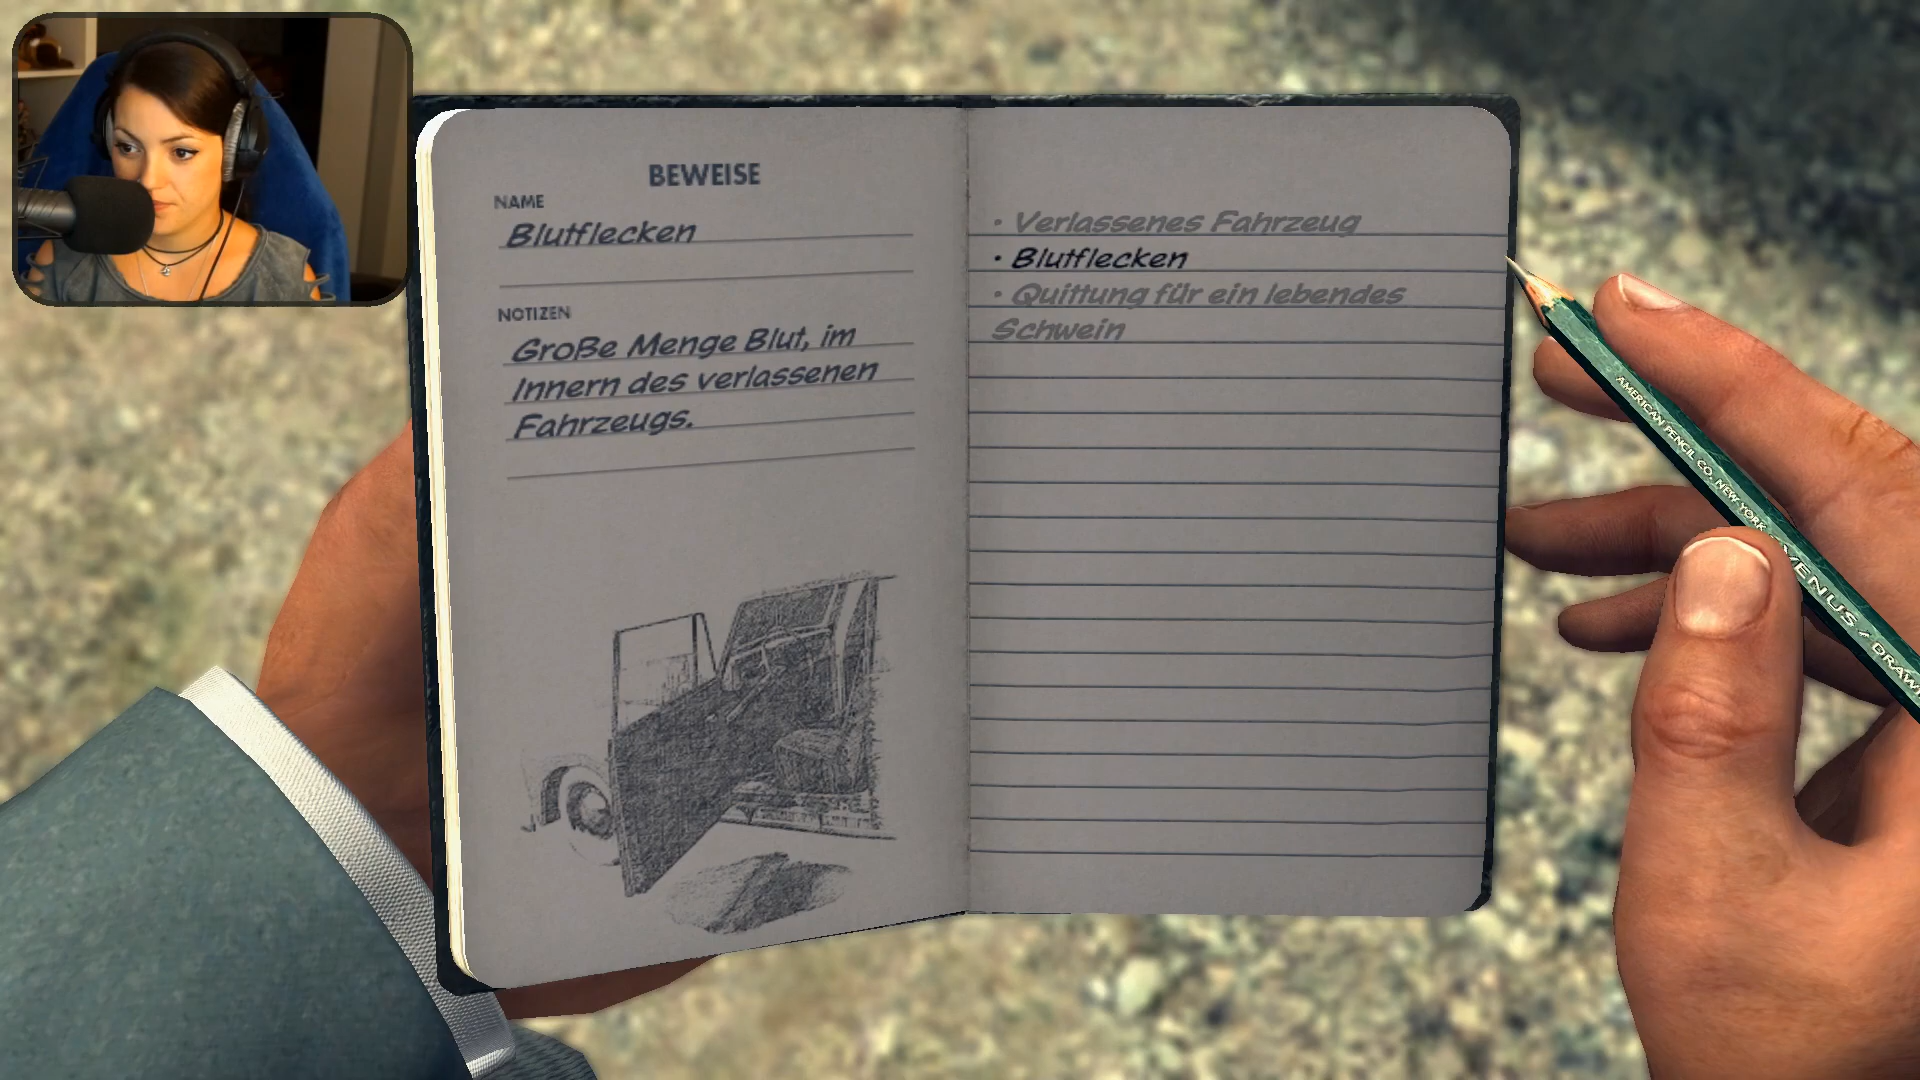 BEWEISE
NAME
Blutflecken
NOTIZEN
Große Menge Blut, im
Innern des verlassenen
Fahrzeugs.
• Verlassenes Fahrzeug
• Blutflecken
• Quittung für ein lebendes
Schwein
AMERICAN PENCIL CO. NEW YORK VENUS / DRAWI